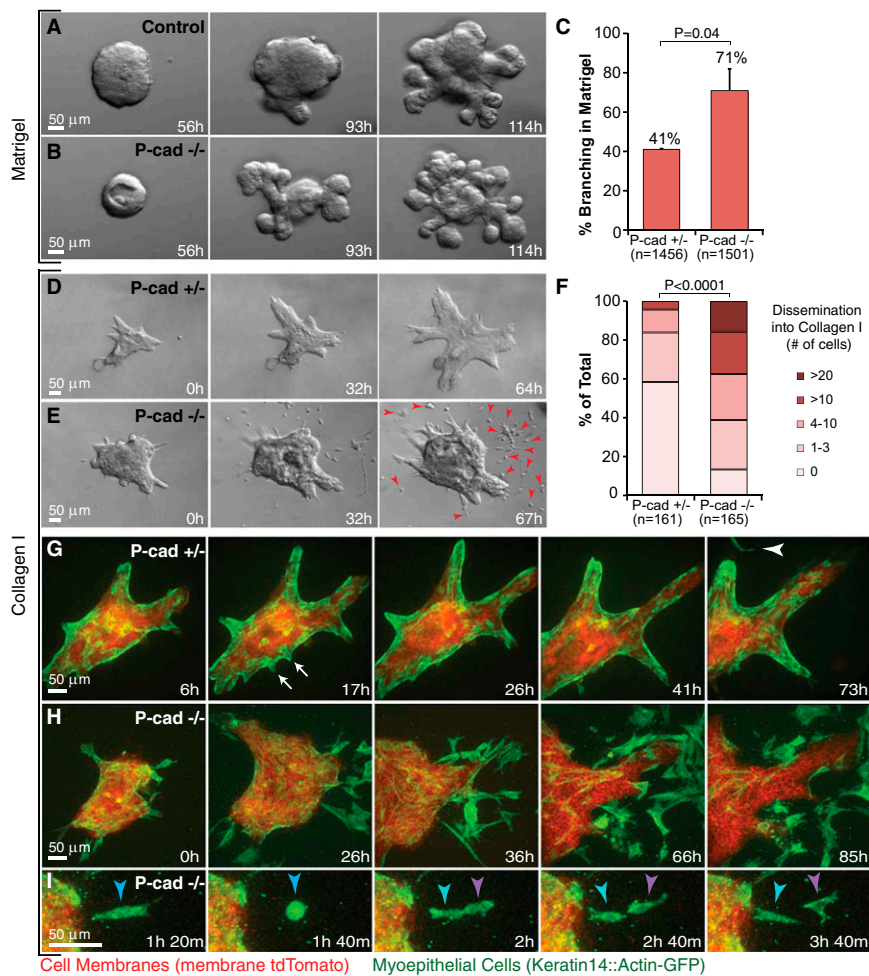 Matrigel
A
Control
50 μm
56h
93h
114h
B
P-cad -/-
50 μm
56h
93h
114h
C
P=0.04
% Branching in Matrigel
100
80
60
40
20
0
41%
71%
P-cad +/-
(n=1456)
P-cad -/-
(n=1501)
Collagen I
D
P-cad +/-
50 μm
0h
32h
64h
E
P-cad -/-
50 μm
0h
32h
67h
F
P<0.0001
% of Total
100
80
60
40
20
0
P-cad +/-
(n=161)
P-cad -/-
(n=165)
Dissemination
into Collagen I
(# of cells)
>20
>10
4-10
1-3
0
G
P-cad +/-
50 μm
6h
17h
26h
41h
73h
H
P-cad -/-
50 μm
0h
26h
36h
66h
85h
I
P-cad -/-
50 μm
1h 20m
1h 40m
2h
2h 40m
3h 40m
Cell Membranes (membrane tdTomato)
Myoepithelial Cells (Keratin14::Actin-GFP)